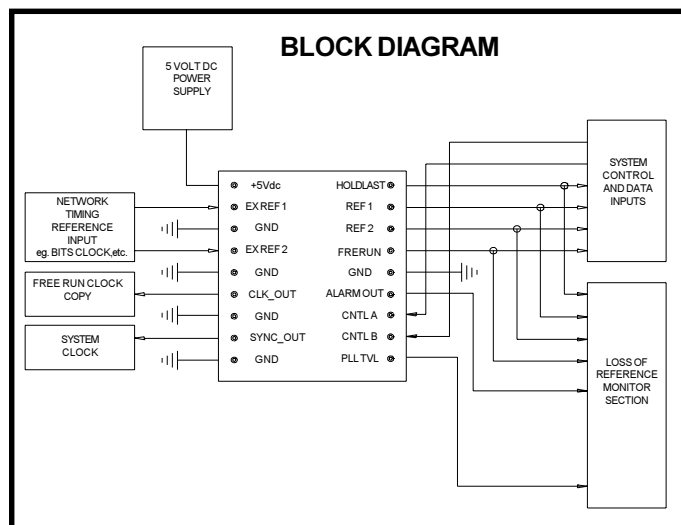 BLOCK DIAGRAM
5 VOLT DC
POWER
SUPPLY
NETWORK
TIMING
REFERENCE
INPUT
eg. BITS CLOCK,etc.
FREE RUN CLOCK
COPY
SYSTEM
CLOCK
+5Vdc
EX REF 1
GND
EX REF 2
GND
CLK_OUT
GND
SYNC_OUT
GND
HOLDLAST
REF 1
REF 2
FRERUN
GND
ALARM OUT
CNTL A
CNTL B
PLL TVL
SYSTEM
CONTROL
AND DATA
INPUTS
LOSS OF
REFERENCE
MONITOR
SECTION